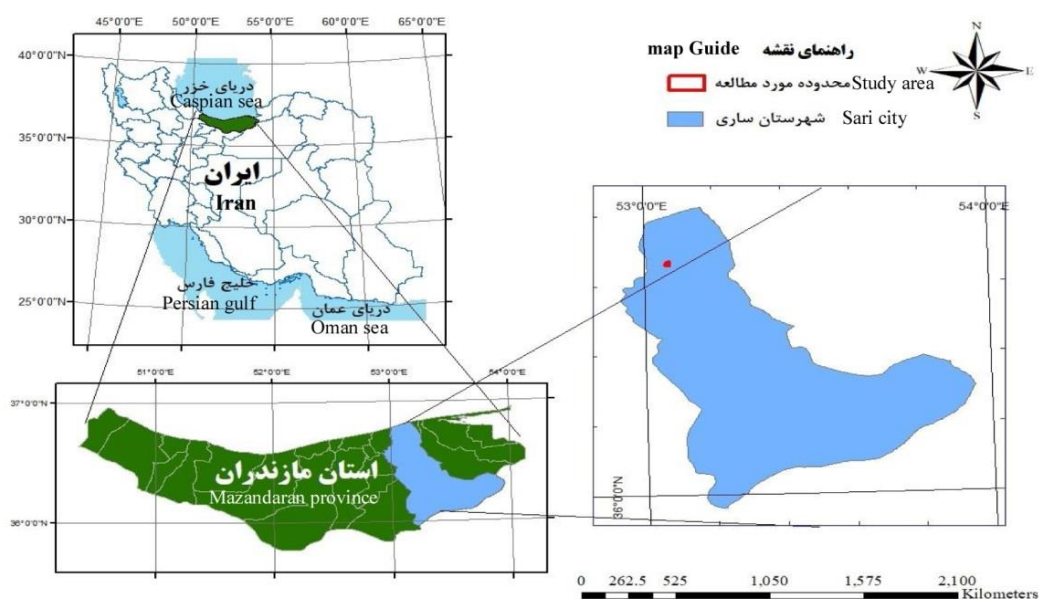 45°0'0"E 50°0'0"E 55°0'0"E 60°0'0"E 65°0'0"E
40°0'0"N
35°0'0"N
30°0'0"N
25°0'0"N
دریای خزر
Caspian sea
ایران
Iran
خلیج فارس
Persian gulf
دریای عمان
Oman sea
map Guide راهنمای نقشه
محدوده مورد مطالعه Study area
شهرستان ساری Sari city
N
W E
S
53°0'0"E 54°0'0"E
36°0'0"N
51°0'0"E 52°0'0"E 53°0'0"E 54°0'0"E
37°0'0"N
36°0'0"N
استان مازندران
Mazandaran province
0 262.5 525 1,050 1,575 2,100
Kilometers